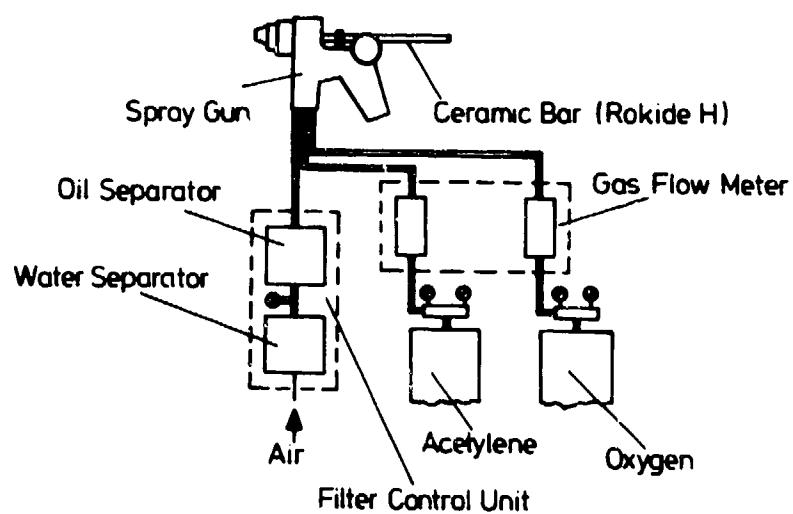 Spray Gun
Ceramic Bar (Rokide H)
Oil Separator
Gas Flow Meter
Water Separator
Acetylene
Air
Oxygen
Filter Control Unit